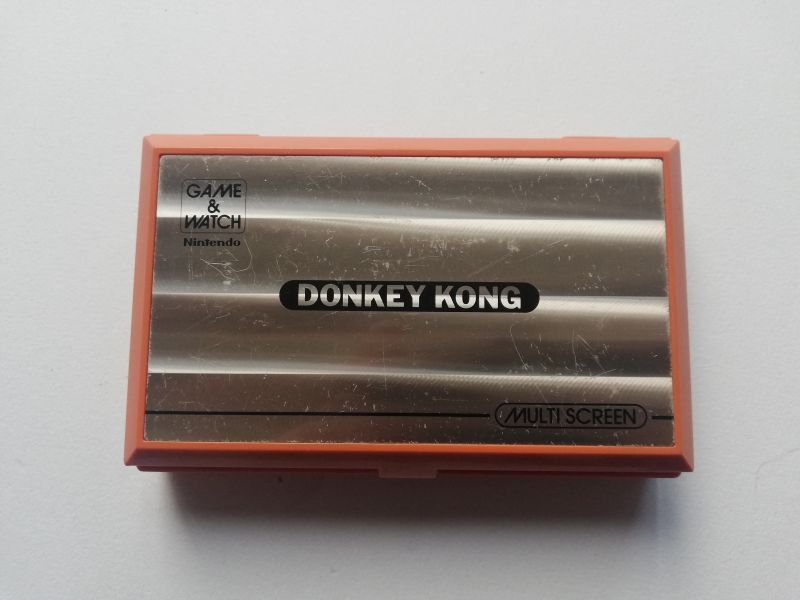 GAME
&
WATCH
Nintendo
DONKEY KONG
MULTI SCREEN